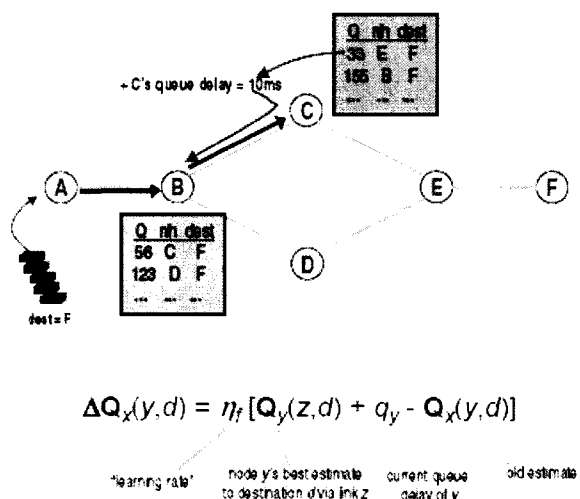 Q nh dest
33 E F
155 B F
--- --- ---
+ C's queue delay = 10ms
C
A
B
E
F
D
Q nh dest
56 C F
123 D F
--- --- ---
dest = F
ΔQx(y,d) = ηf [Qy(z,d) + qy - Qx(y,d)]
"learning rate"
node y's best estimate
to destination d via link z
current queue
delay of y
old estimate